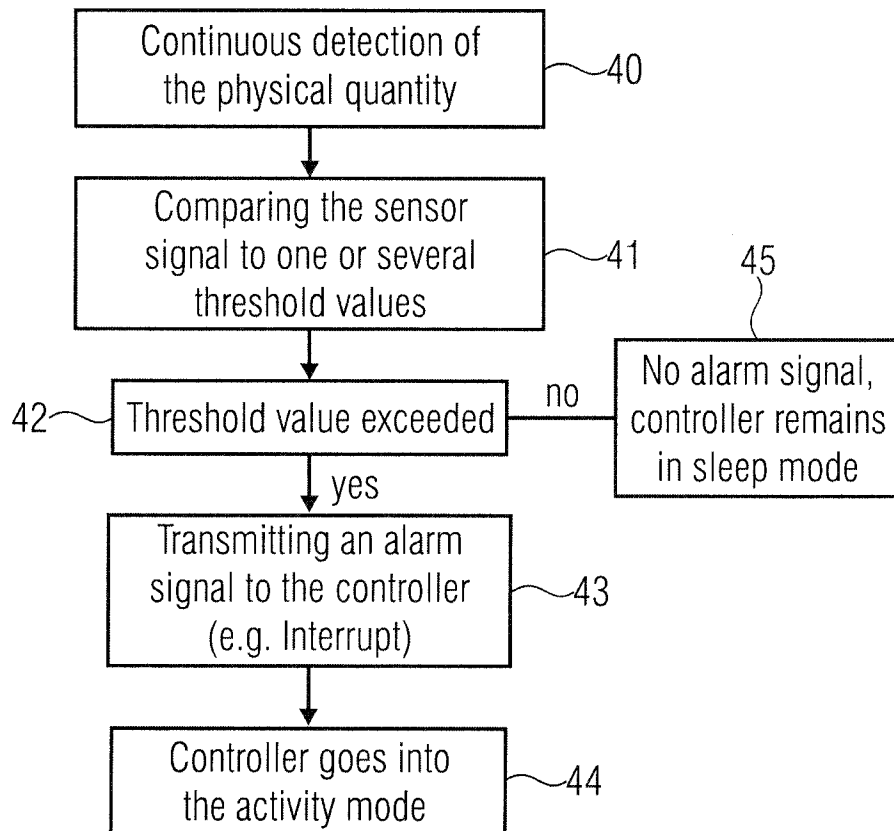 Continuous detection of
the physical quantity
40
Comparing the sensor
signal to one or several
threshold values
41
45
No alarm signal,
controller remains
in sleep mode
42
Threshold value exceeded
no
yes
Transmitting an alarm
signal to the controller
(e.g. Interrupt)
43
Controller goes into
the activity mode
44